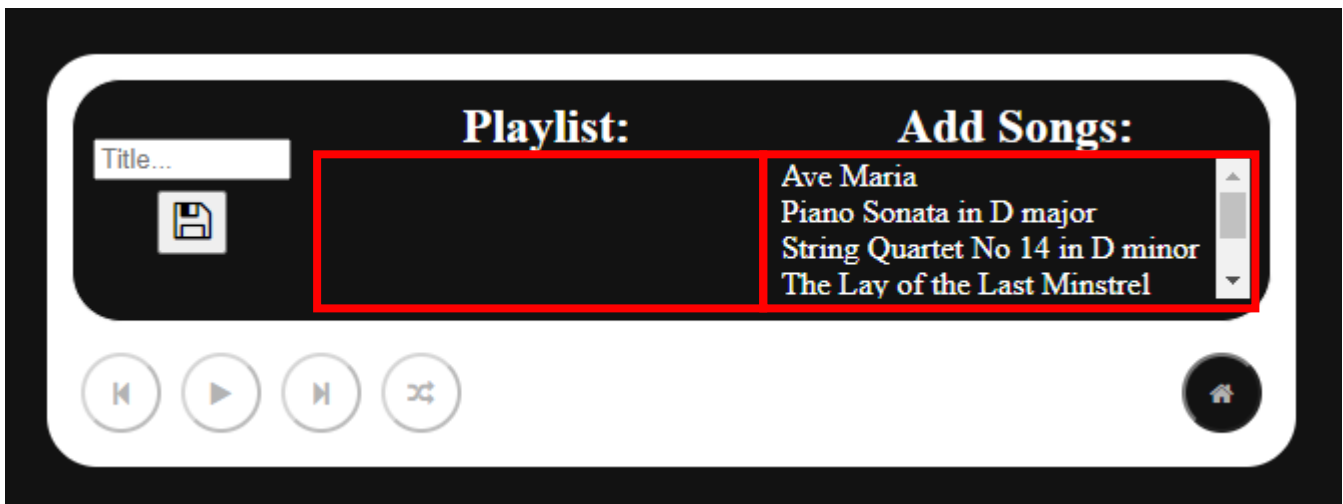 Title...
Playlist:
Add Songs:
Ave Maria
Piano Sonata in D major
String Quartet No 14 in D minor
The Lay of the Last Minstrel